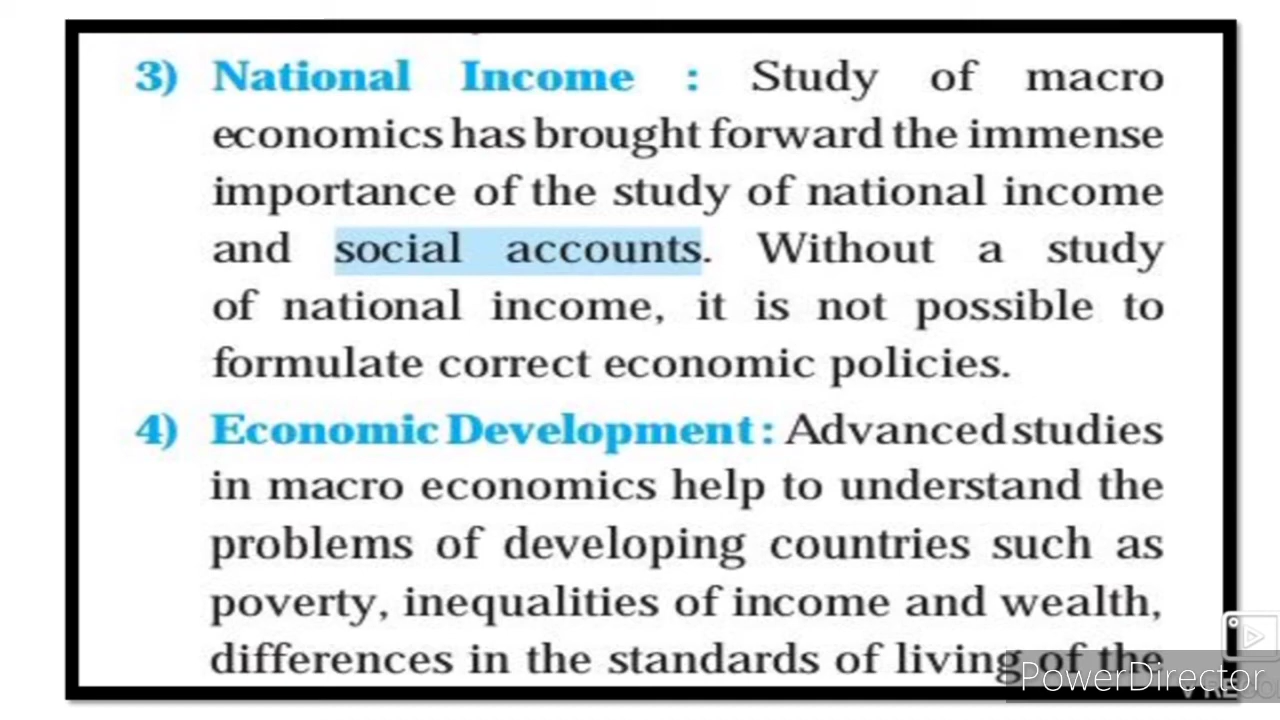 3) National Income : Study of macro
economics has brought forward the immense
importance of the study of national income
and social accounts. Without a study
of national income, it is not possible to
formulate correct economic policies.
4) Economic Development : Advanced studies
in macro economics help to understand the
problems of developing countries such as
poverty, inequalities of income and wealth,
differences in the standards of living of the
PowerDirector